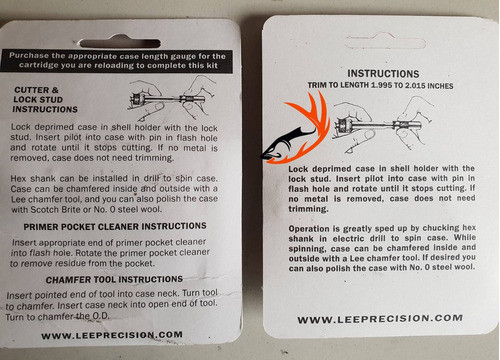 Purchase the appropriate case length gauge for the
cartridge you are reloading to complete this kit
CUTTER &
LOCK STUD
INSTRUCTIONS
Lock deprimed case in shell holder with the lock
stud. Insert pilot into case with pin in flash hole
and rotate until it stops cutting. If no metal is
removed, case does not need trimming.
Hex shank can be installed in drill to spin case.
Case can be chamfered inside and outside with a
Lee chamfer tool, and you can also polish the case
with Scotch Brite or No. 0 steel wool.
PRIMER POCKET CLEANER INSTRUCTIONS
Insert appropriate end of primer pocket cleaner
into flash hole. Rotate the primer pocket cleaner
to remove residue from the pocket.
CHAMFER TOOL INSTRUCTIONS
Insert pointed end of tool into case neck. Turn tool
to chamfer. Insert case neck into open end of tool.
Turn to chamfer the O.D.
WWW.LEEPRECISION.COM
INSTRUCTIONS
TRIM TO LENGTH 1.995 TO 2.015 INCHES
Lock deprimed case in shell holder with the
lock stud. Insert pilot into case with pin in
flash hole and rotate until it stops cutting. If
no metal is removed, case does not need
trimming.
Operation is greatly sped up by chucking hex
shank in electric drill to spin case. While
spinning, case can be chamfered inside and
outside with a Lee chamfer tool. If desired you
can also polish the case with No. 0 steel wool.
WWW.LEEPRECISION.COM